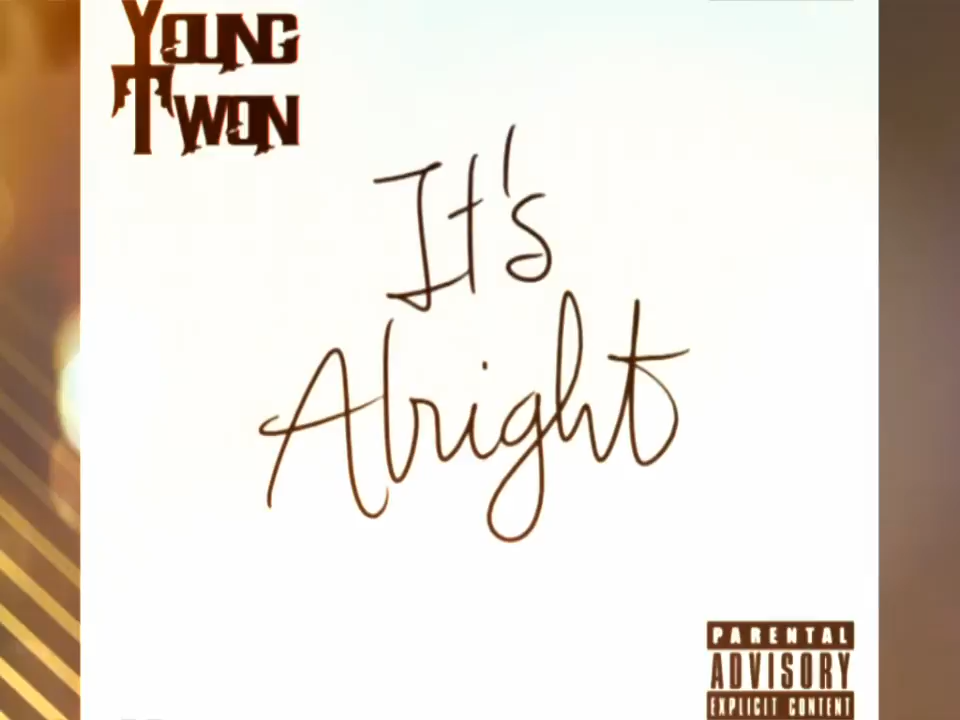 YOUNG
TWON
It's
Alright
PARENTAL
ADVISORY
EXPLICIT CONTENT